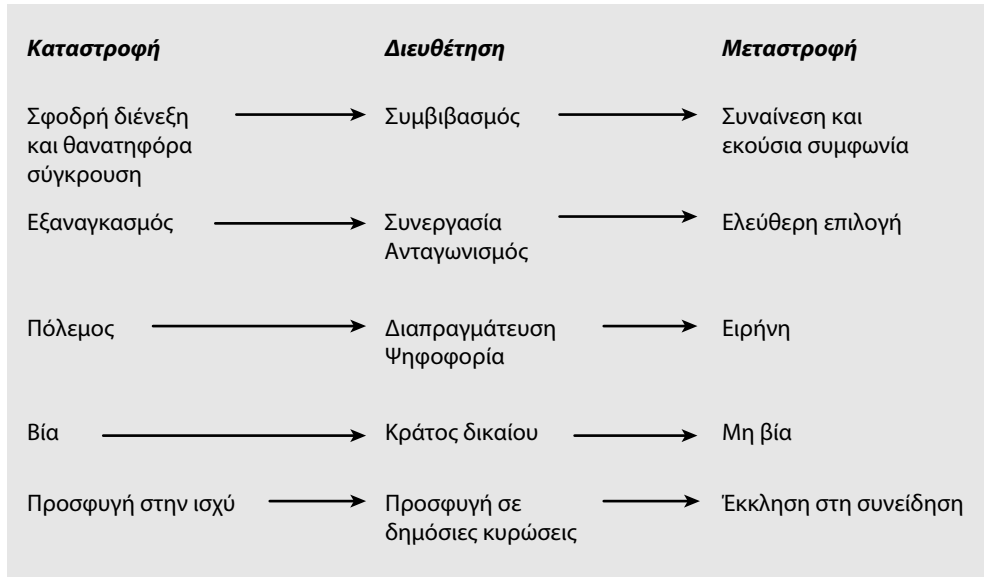 Καταστροφή Διευθέτηση Μεταστροφή
Σφοδρή διένεξη Συμβιβασμός Συναίνεση και
και θανατηφόρα εκούσια συμφωνία
σύγκρουση
Εξαναγκασμός Συνεργασία Ελεύθερη επιλογή
Ανταγωνισμός
Πόλεμος Διαπραγμάτευση Ειρήνη
Ψηφοφορία
Βία Κράτος δικαίου Μη βία
Προσφυγή στην ισχύ Προσφυγή σε Έκκληση στη συνείδηση
δημόσιες κυρώσεις